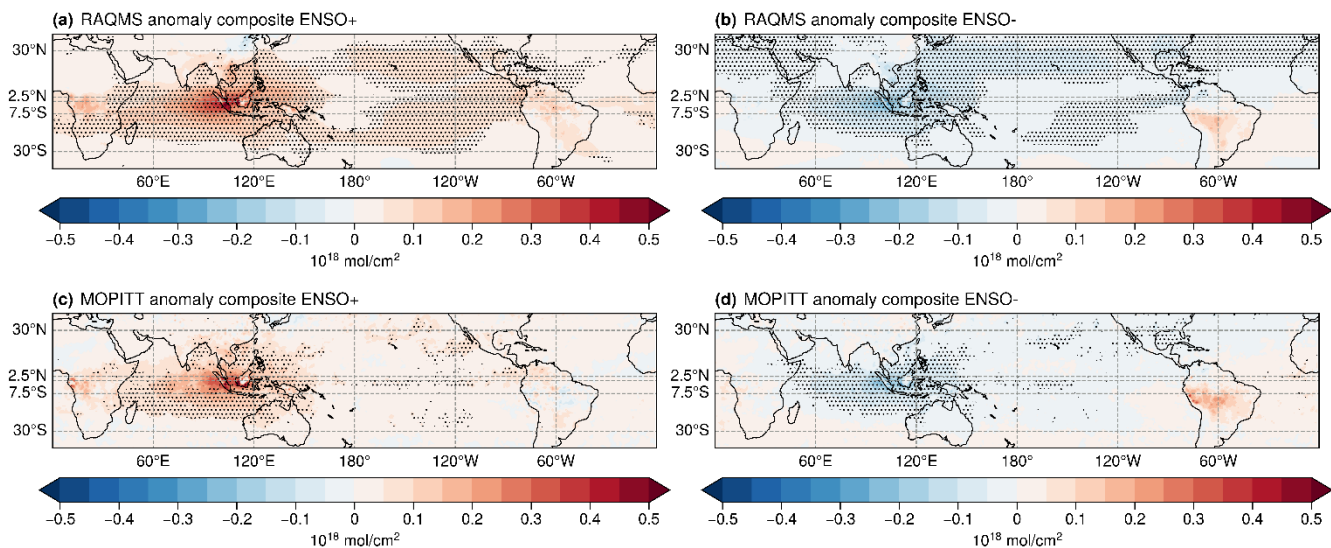 (a) RAQMS anomaly composite ENSO+
30°N
2.5°N
7.5°S
30°S
60°E 120°E 180° 120°W 60°W
−0.5 −0.4 −0.3 −0.2 −0.1 0 0.1 0.2 0.3 0.4 0.5
10¹⁸ mol/cm²
(b) RAQMS anomaly composite ENSO-
30°N
2.5°N
7.5°S
30°S
60°E 120°E 180° 120°W 60°W
−0.5 −0.4 −0.3 −0.2 −0.1 0 0.1 0.2 0.3 0.4 0.5
10¹⁸ mol/cm²
(c) MOPITT anomaly composite ENSO+
30°N
2.5°N
7.5°S
30°S
60°E 120°E 180° 120°W 60°W
−0.5 −0.4 −0.3 −0.2 −0.1 0 0.1 0.2 0.3 0.4 0.5
10¹⁸ mol/cm²
(d) MOPITT anomaly composite ENSO-
30°N
2.5°N
7.5°S
30°S
60°E 120°E 180° 120°W 60°W
−0.5 −0.4 −0.3 −0.2 −0.1 0 0.1 0.2 0.3 0.4 0.5
10¹⁸ mol/cm²